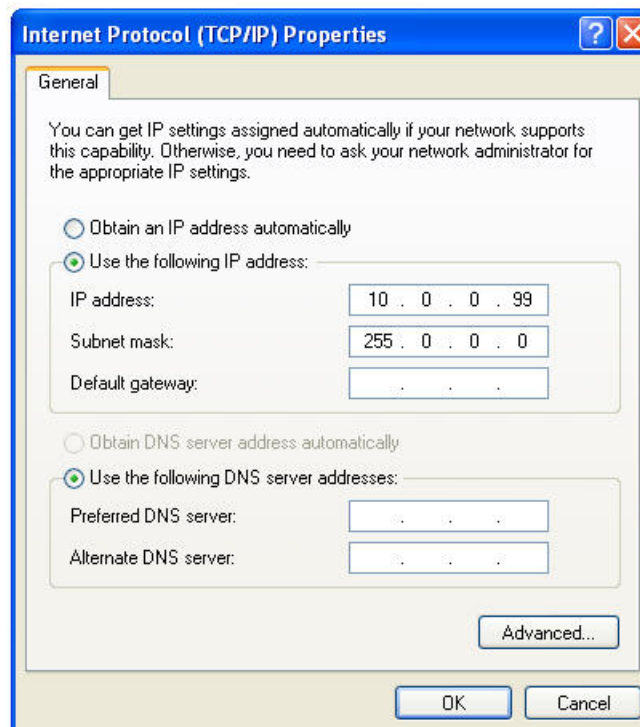 Internet Protocol (TCP/IP) Properties
General
You can get IP settings assigned automatically if your network supports
this capability. Otherwise, you need to ask your network administrator for
the appropriate IP settings.
Obtain an IP address automatically
Use the following IP address:
IP address: 10 . 0 . 0 . 99
Subnet mask: 255 . 0 . 0 . 0
Default gateway: . . .
Obtain DNS server address automatically
Use the following DNS server addresses:
Preferred DNS server: . . .
Alternate DNS server: . . .
Advanced...
OK Cancel